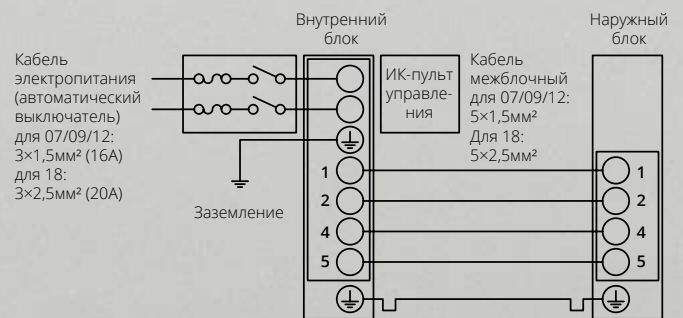 Внутренний
блок
Наружный
блок
Кабель
электропитания
(автоматический
выключатель)
для 07/09/12:
3×1,5мм² (16А)
для 18:
3×2,5мм² (20А)
ИК-пульт
управле-
ния
Кабель
межблочный
для 07/09/12:
5×1,5мм²
Для 18:
5×2,5мм²
Заземление
1
2
4
5
1
2
4
5